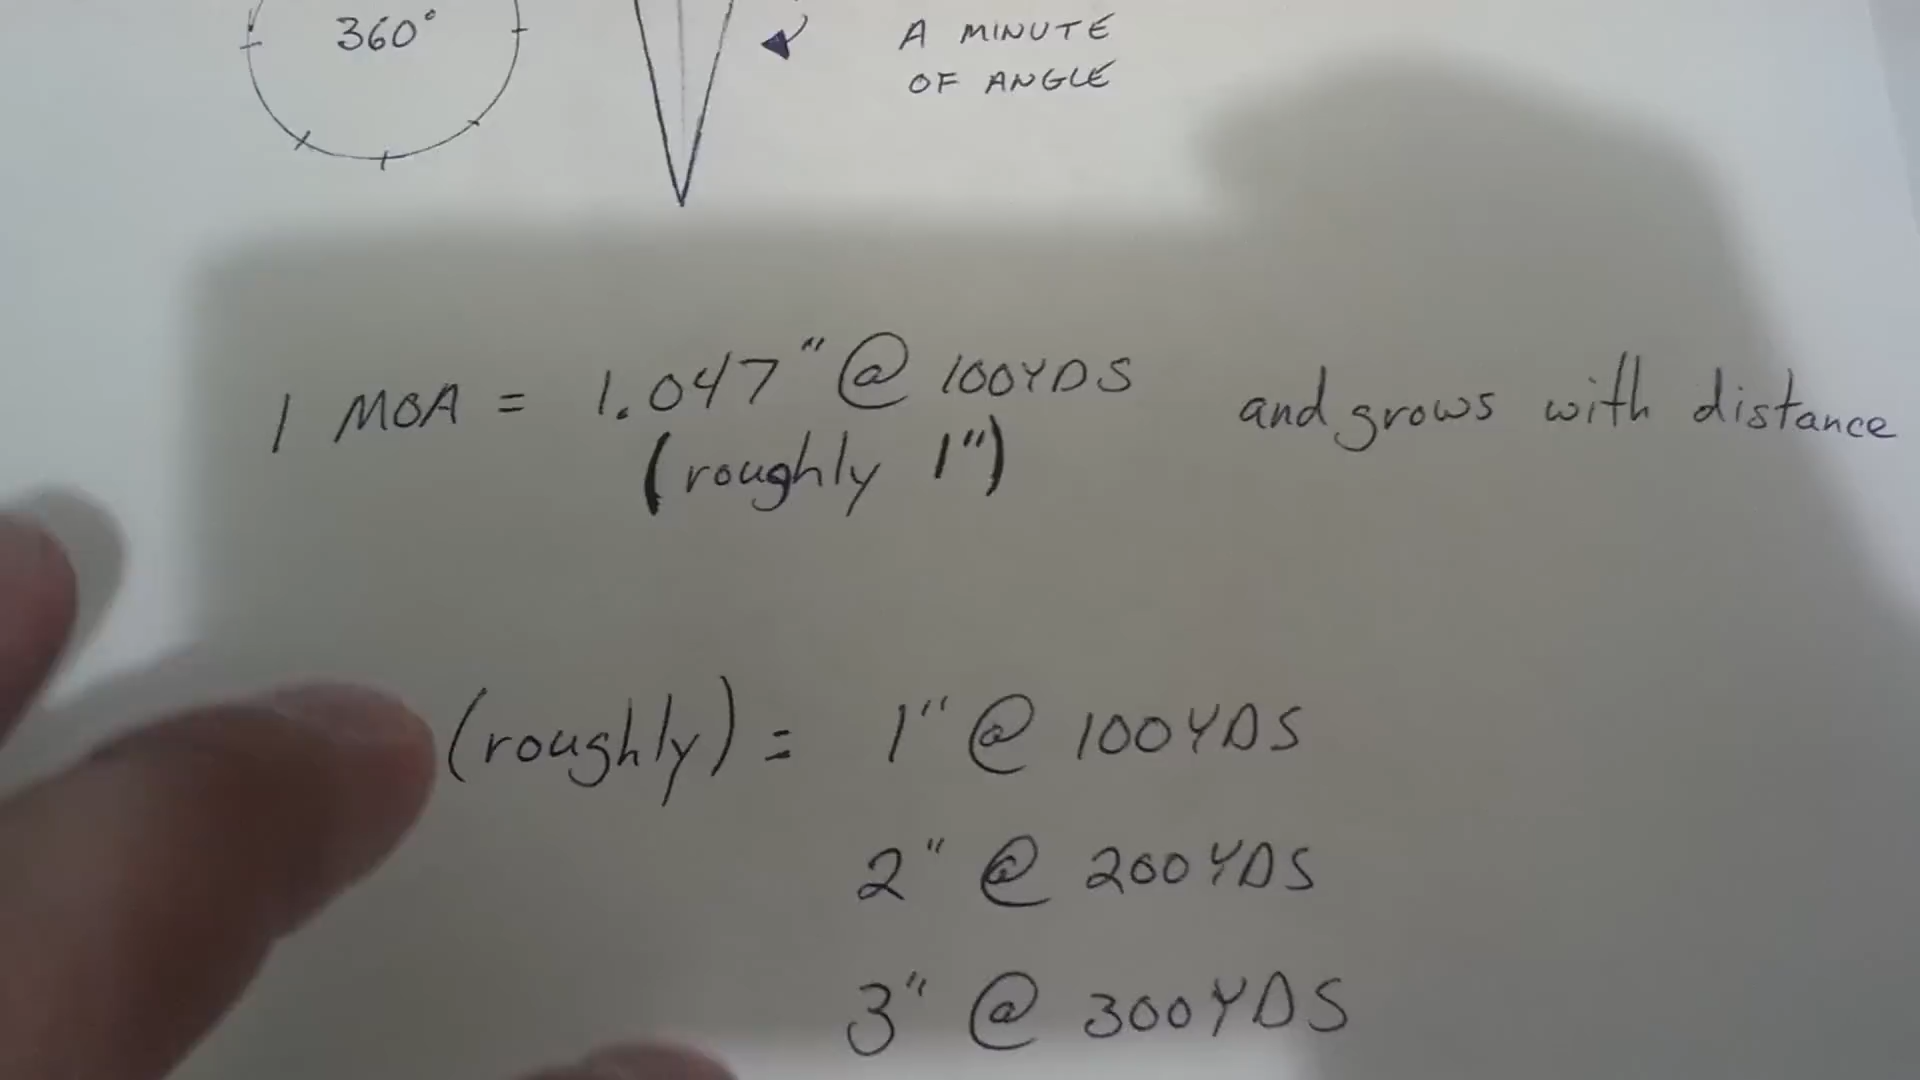 360°
A MINUTE
OF ANGLE
1 MOA = 1.047" @ 100YDS and grows with distance
(roughly 1")
(roughly) = 1" @ 100YDS
2" @ 200YDS
3" @ 300YDS